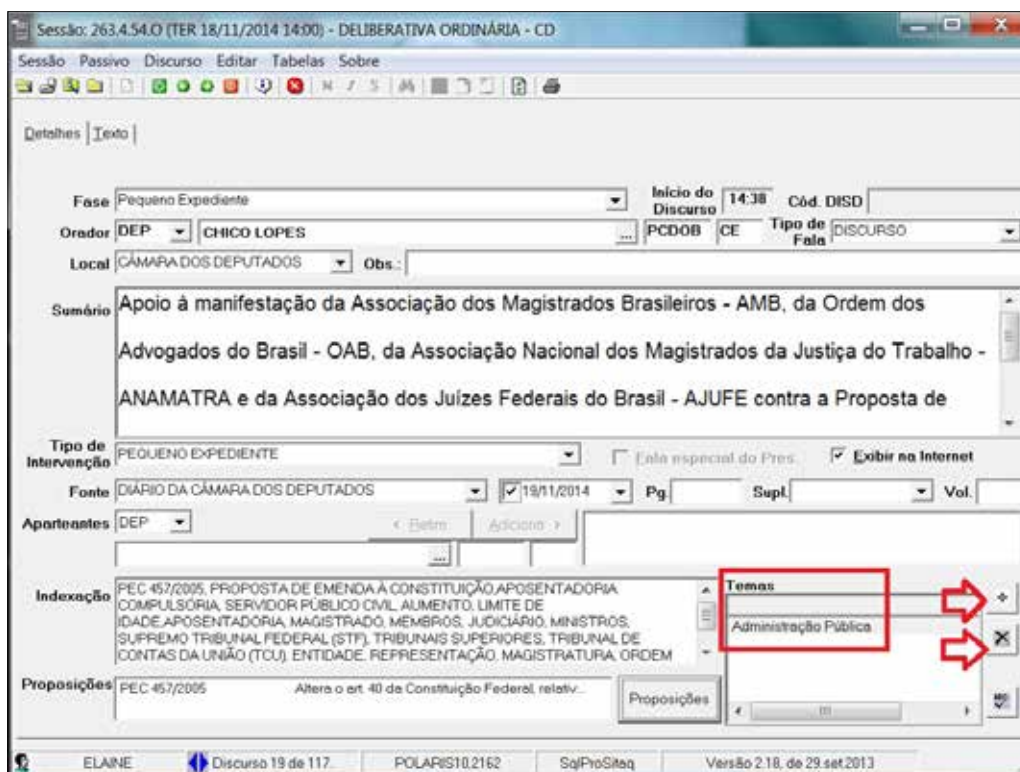 Sessão: 263.4.54.O (TER 18/11/2014 14:00) - DELIBERATIVA ORDINÁRIA - CD
Sessão Passivo Discurso Editar Tabelas Sobre
N I S
Detalhes Texto
Fase Pequeno Expediente Início do Discurso 14:38 Cód. DISD
Orador DEP CHICO LOPES ... PCDOB CE Tipo de Fala DISCURSO
Local CÂMARA DOS DEPUTADOS Obs.:
Sumário Apoio à manifestação da Associação dos Magistrados Brasileiros - AMB, da Ordem dos
Advogados do Brasil - OAB, da Associação Nacional dos Magistrados da Justiça do Trabalho -
ANAMATRA e da Associação dos Juízes Federais do Brasil - AJUFE contra a Proposta de
Tipo de Intervenção PEQUENO EXPEDIENTE Fala especial do Pres. Exibir na Internet
Fonte DIÁRIO DA CÂMARA DOS DEPUTADOS 19/11/2014 Pg. Supl. Vol.
Aparteantes DEP < Retira Adiciona >
...
Indexação PEC 457/2005, PROPOSTA DE EMENDA À CONSTITUIÇÃO,APOSENTADORIA
COMPULSÓRIA, SERVIDOR PÚBLICO CIVIL, AUMENTO, LIMITE DE
IDADE,APOSENTADORIA, MAGISTRADO, MEMBROS, JUDICIÁRIO, MINISTROS,
SUPREMO TRIBUNAL FEDERAL (STF), TRIBUNAIS SUPERIORES, TRIBUNAL DE
CONTAS DA UNIÃO (TCU). ENTIDADE, REPRESENTAÇÃO, MAGISTRATURA, ORDEM
Temas
Administração Pública
+
X
Proposições PEC 457/2005 Altera o art. 40 da Constituição Federal, relativ... Proposições
ELAINE Discurso 19 de 117. POLARIS10.2162 SqlProSitaq Versão 2.18, de 29.set.2013